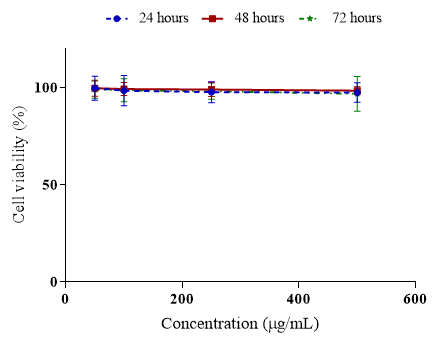 24 hours 48 hours 72 hours
100
50
0
0 200 400 600
Cell viability (%)
Concentration (μg/mL)